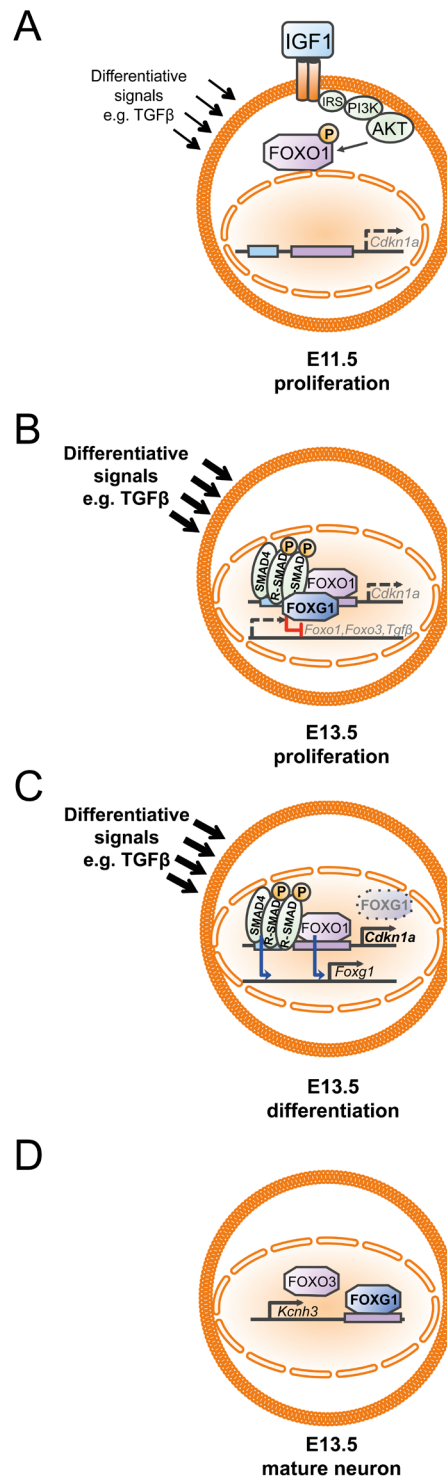 A
IGF1
Differentiative
signals
e.g. TGFβ
IRS
PI3K
AKT
P
FOXO1
Cdkn1a
E11.5
proliferation
B
Differentiative
signals
e.g. TGFβ
P
P
SMAD4
R-SMAD
SMAD
FOXO1
FOXG1
Cdkn1a
Foxo1,Foxo3,Tgfβ
E13.5
proliferation
C
Differentiative
signals
e.g. TGFβ
P
P
FOXG1
SMAD4
R-SMAD
R-SMAD
FOXO1
Cdkn1a
Foxg1
E13.5
differentiation
D
FOXO3
FOXG1
Kcnh3
E13.5
mature neuron